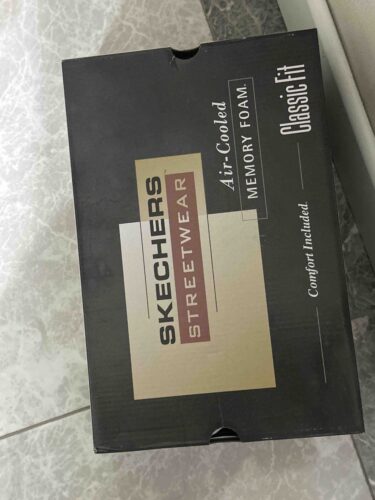 SKECHERS
STREETWEAR
Air-Cooled
MEMORY FOAM.
Classic Fit
Comfort Included.